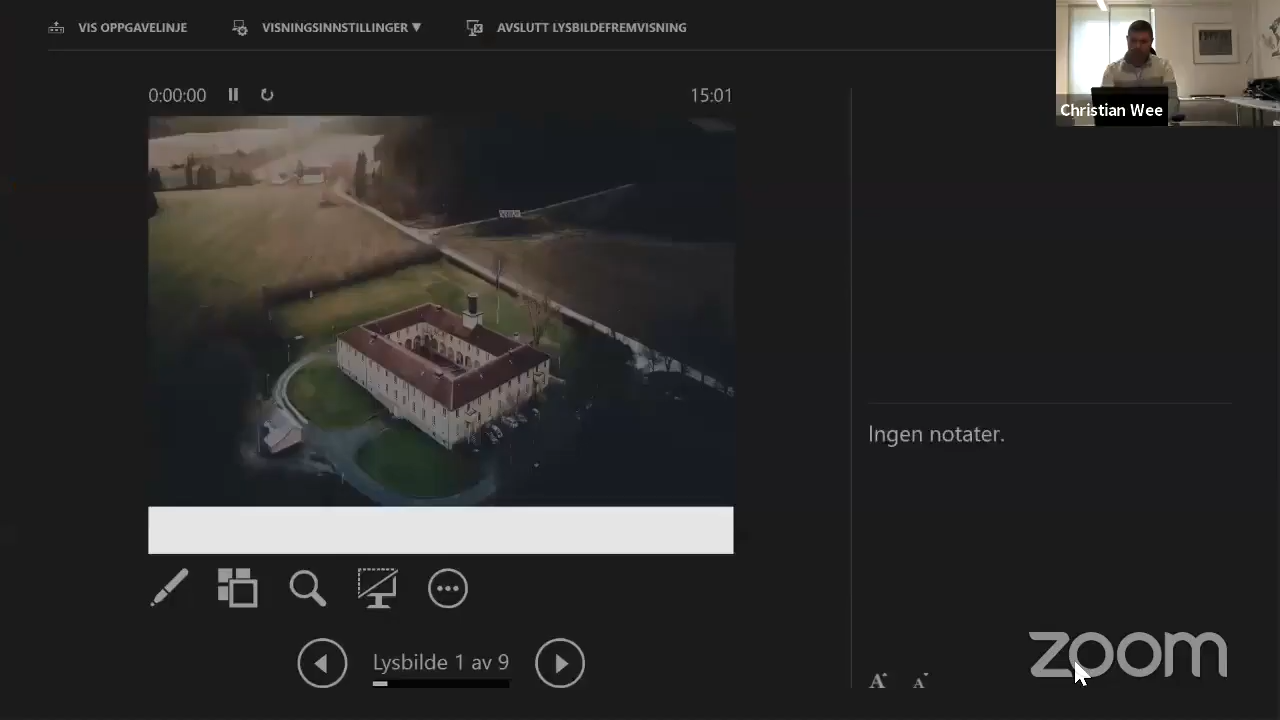 VIS OPPGAVELINJE
VISNINGSINNSTILLINGER ▼
AVSLUTT LYSBILDEFREMVISNING
Christian Wee
0:00:00
15:01
Ingen notater.
Lysbilde 1 av 9
A A
zoom